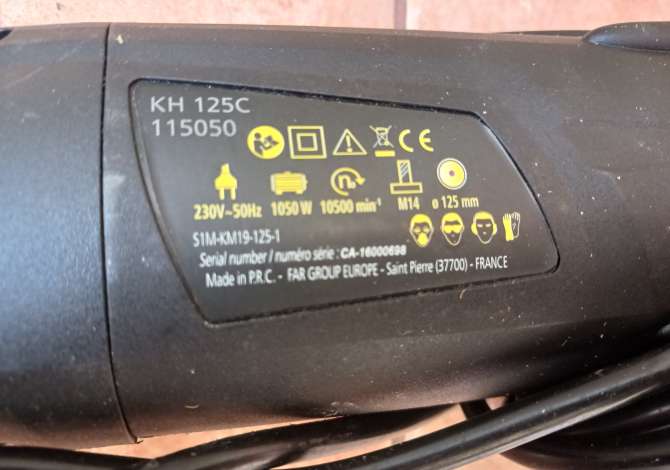 KH 125C
115050
CE
230V~50Hz 1050 W 10500 min⁻¹ M14 ø 125 mm
S1M-KM19-125-1
Serial number / numéro série : CA-16000698
Made in P.R.C. - FAR GROUP EUROPE - Saint Pierre (37700) - FRANCE